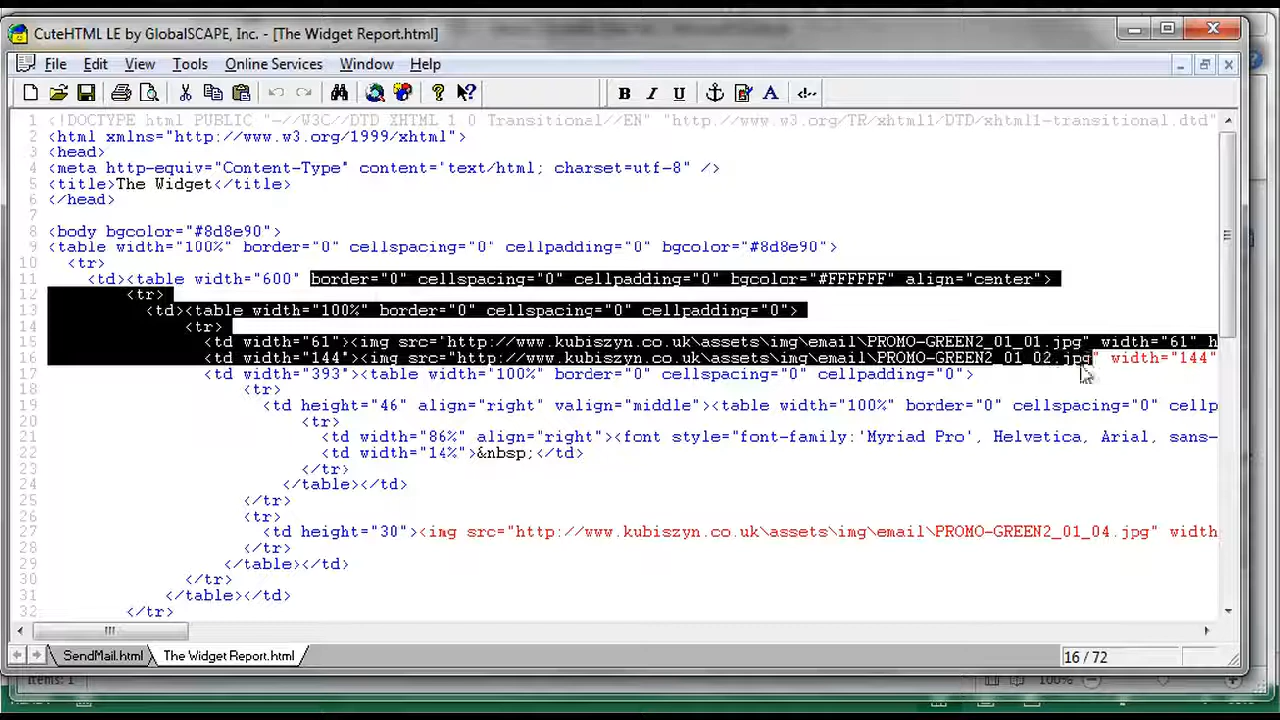 CuteHTML LE by GlobalSCAPE, Inc. - [The Widget Report.html]
File Edit View Tools Online Services Window Help
B I U A
1 <!DOCTYPE html PUBLIC "-//W3C//DTD XHTML 1 0 Transitional//EN" "http://www.w3.org/TR/xhtml1/DTD/xhtml1-transitional.dtd"
2 <html xmlns="http://www.w3.org/1999/xhtml">
3 <head>
4 <meta http-equiv="Content-Type" content='text/html; charset=utf-8" />
5 <title>The Widget</title>
6 </head>
7
8 <body bgcolor="#8d8e90">
9 <table width="100%" border="0" cellspacing="0" cellpadding="0" bgcolor="#8d8e90">
10 <tr>
11 <td><table width="600" border="0" cellspacing="0" cellpadding="0" bgcolor="#FFFFFF" align="center">
12 <tr>
13 <td><table width="100%" border="0" cellspacing="0" cellpadding="0">
14 <tr>
15 <td width="61"><img src='http://www.kubiszyn.co.uk\assets\img\email\PROMO-GREEN2_01_01.jpg" width="61" h
16 <td width="144"><img src="http://www.kubiszyn.co.uk\assets\img\email\PROMO-GREEN2_01_02.jpg" width="144"
17 <td width="393"><table width="100%" border="0" cellspacing="0" cellpadding="0">
18 <tr>
19 <td height="46" align="right" valign="middle"><table width="100%" border="0" cellspacing="0" cellp
20 <tr>
21 <td width="86%" align="right"><font style="font-family:'Myriad Pro', Helvetica, Arial, sans-
22 <td width="14%">&nbsp;</td>
23 </tr>
24 </table></td>
25 </tr>
26 <tr>
27 <td height="30"><img src="http://www.kubiszyn.co.uk\assets\img\email\PROMO-GREEN2_01_04.jpg" width
28 </tr>
29 </table></td>
30 </tr>
31 </table></td>
32 </tr>
SendMail.html The Widget Report.html 16 / 72
Items: 1 100%